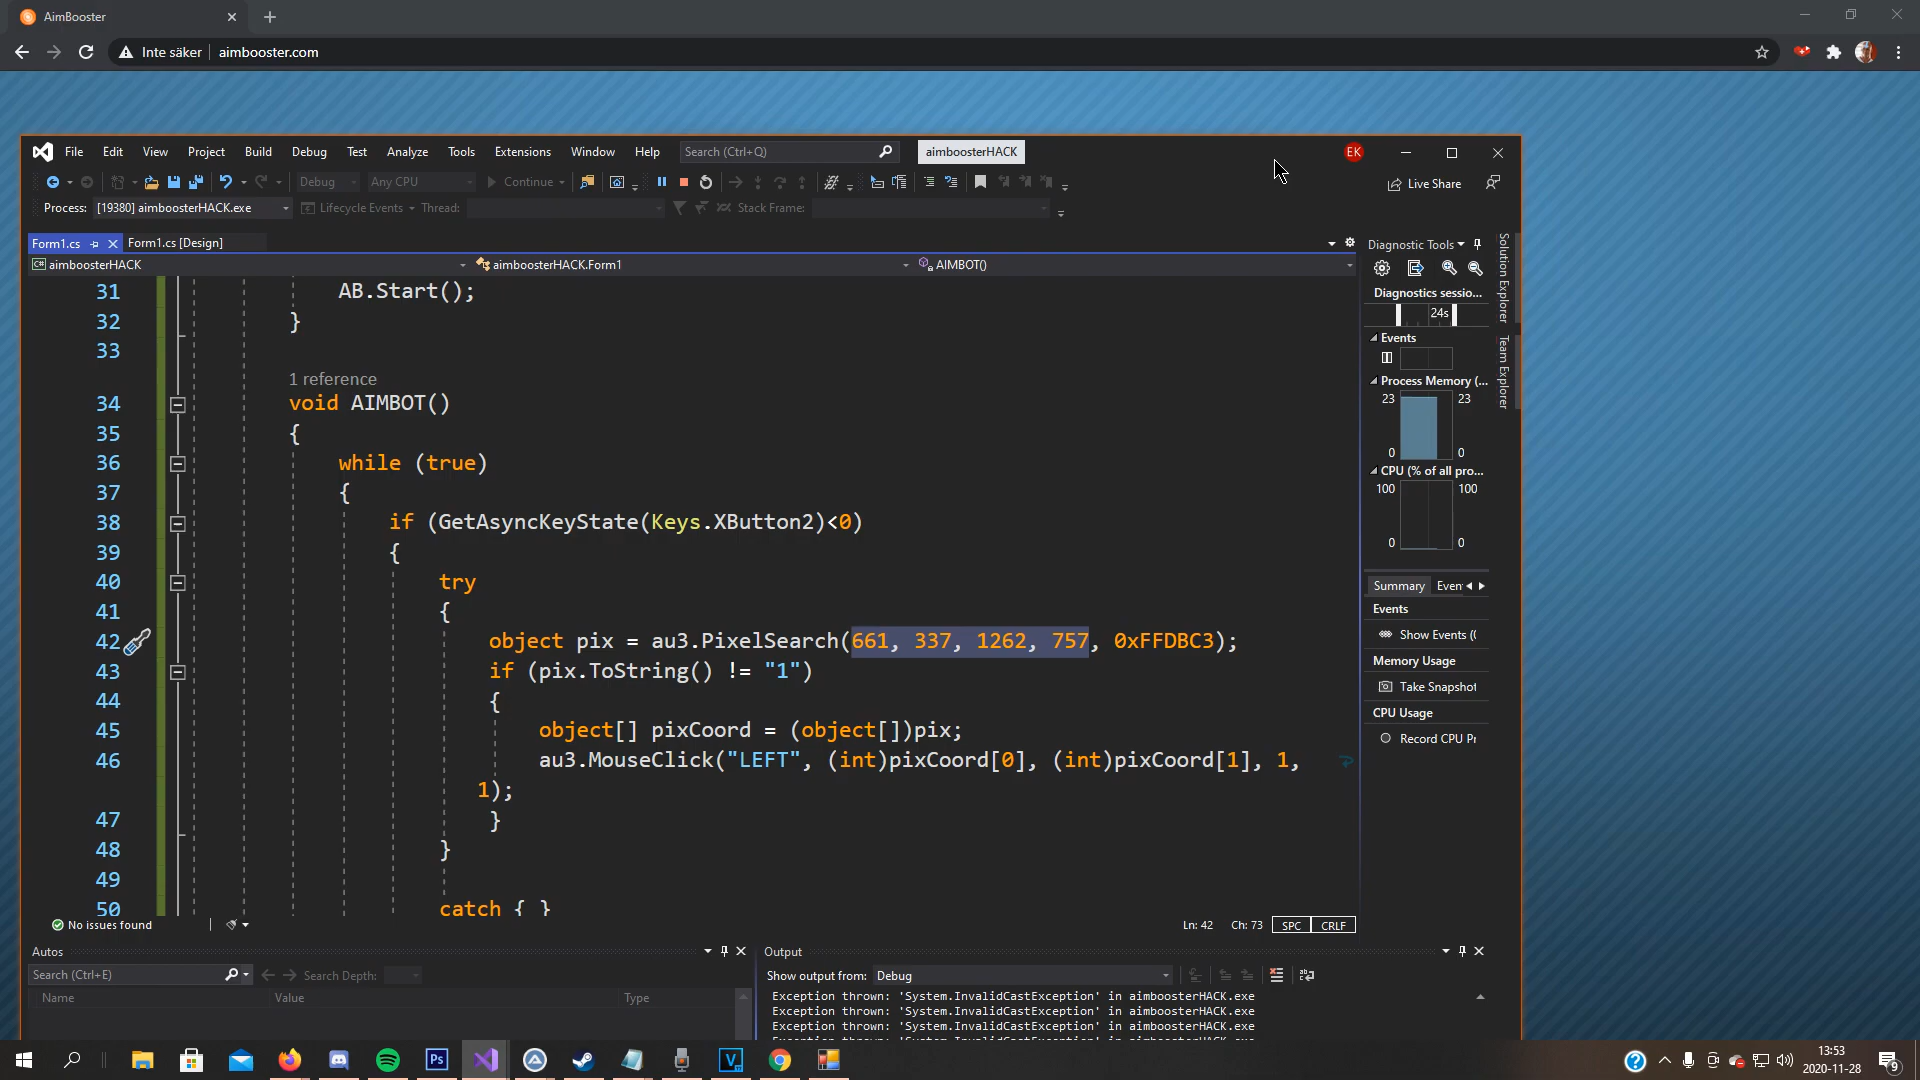 AimBooster
Inte säker
aimbooster.com
File Edit View Project Build Debug Test Analyze Tools Extensions Window Help
Search (Ctrl+Q)
aimboosterHACK
EK
Debug
Any CPU
Continue
Live Share
Process: [19380] aimboosterHACK.exe
Lifecycle Events
Thread:
Stack Frame:
Form1.cs
Form1.cs [Design]
aimboosterHACK
aimboosterHACK.Form1
AIMBOT()
31 AB.Start();
32 }
33
1 reference
34 void AIMBOT()
35 {
36 while (true)
37 {
38 if (GetAsyncKeyState(Keys.XButton2)<0)
39 {
40 try
41 {
42 object pix = au3.PixelSearch(661, 337, 1262, 757, 0xFFDBC3);
43 if (pix.ToString() != "1")
44 {
45 object[] pixCoord = (object[])pix;
46 au3.MouseClick("LEFT", (int)pixCoord[0], (int)pixCoord[1], 1,
1);
47 }
48 }
49
50 catch { }
No issues found
Ln: 42 Ch: 73 SPC CRLF
Diagnostic Tools
Diagnostics sessio...
24s
Events
Process Memory (...
23 23
0 0
CPU (% of all pro...
100 100
0 0
Summary
Even
Events
Show Events (
Memory Usage
Take Snapshot
CPU Usage
Record CPU Pr
Solution Explorer
Team Explorer
Autos
Search (Ctrl+E)
Search Depth:
Name Value Type
Output
Show output from: Debug
Exception thrown: 'System.InvalidCastException' in aimboosterHACK.exe
Exception thrown: 'System.InvalidCastException' in aimboosterHACK.exe
Exception thrown: 'System.InvalidCastException' in aimboosterHACK.exe
Ps
V
13:53
2020-11-28
9